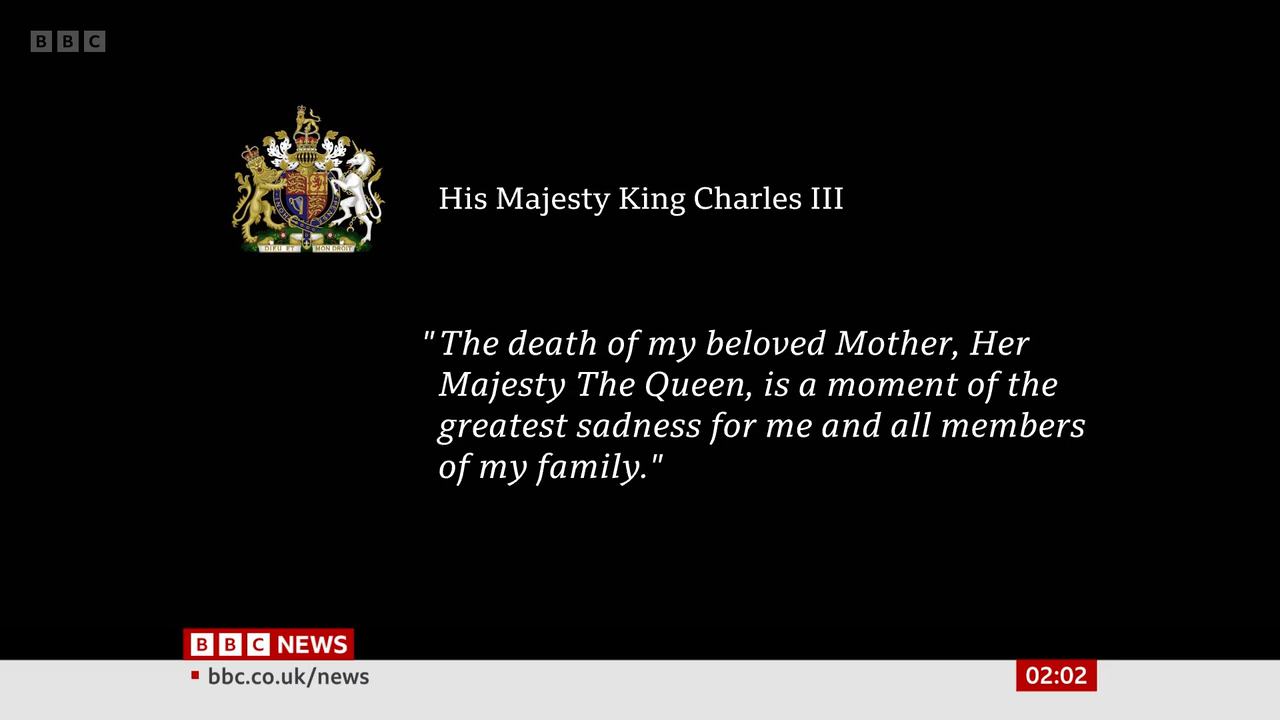 BBC
His Majesty King Charles III
"The death of my beloved Mother, Her
Majesty The Queen, is a moment of the
greatest sadness for me and all members
of my family."
DIEU ET MON DROIT
BBC NEWS
bbc.co.uk/news
02:02